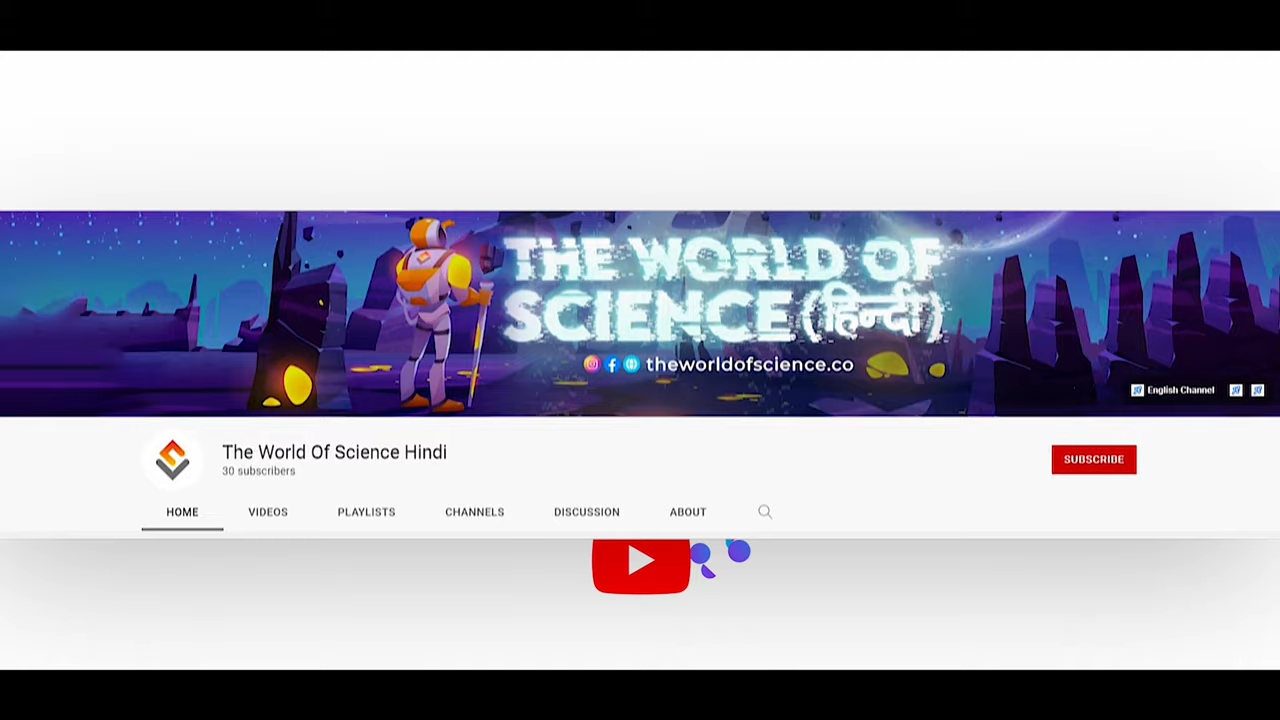 THE WORLD OF
SCIENCE (हिन्दी)
theworldofscience.co
English Channel
The World Of Science Hindi
30 subscribers
SUBSCRIBE
HOME VIDEOS PLAYLISTS CHANNELS DISCUSSION ABOUT